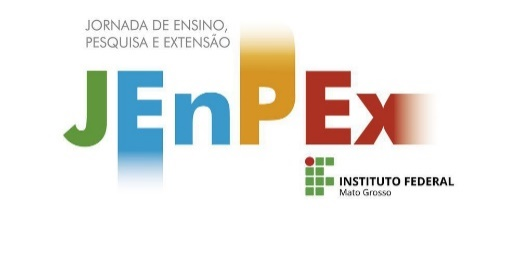 JORNADA DE ENSINO,
PESQUISA E EXTENSÃO
JEnPEx
INSTITUTO FEDERAL
Mato Grosso